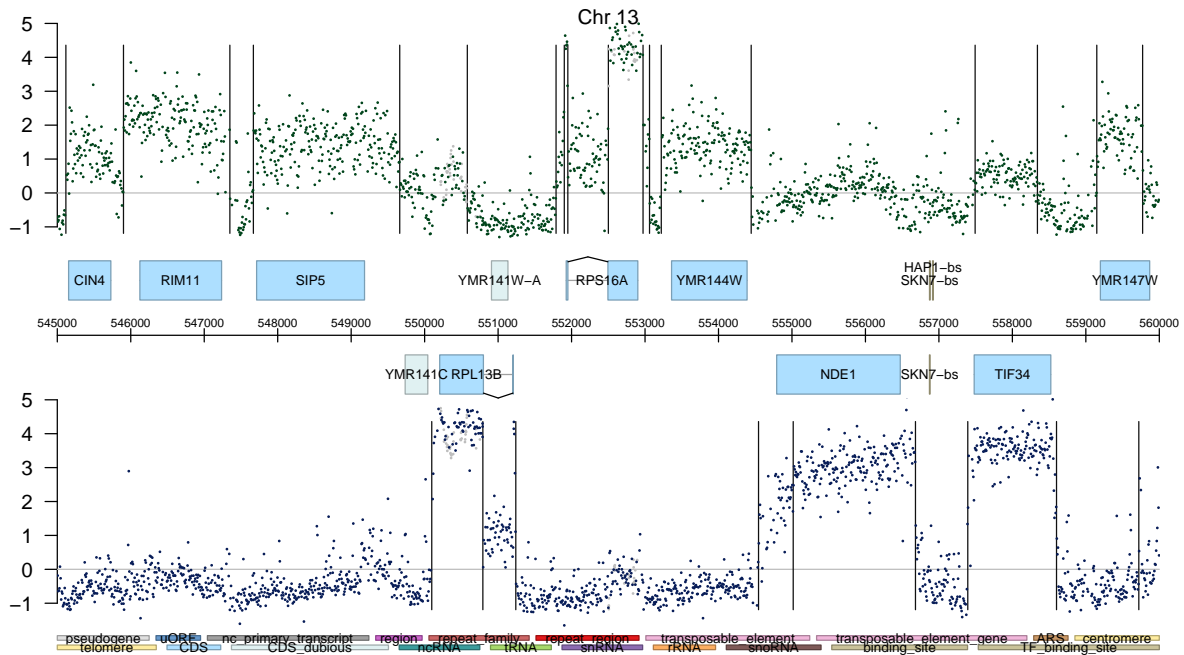 Chr 13
5
4
3
2
1
0
−1
HAP1−bs
CIN4 RIM11 SIP5 YMR141W−A RPS16A YMR144W SKN7−bs YMR147W
545000 546000 547000 548000 549000 550000 551000 552000 553000 554000 555000 556000 557000 558000 559000 560000
YMR141C RPL13B NDE1 SKN7−bs TIF34
5
4
3
2
1
0
−1
pseudogene uORF nc_primary_transcript region repeat_family repeat_region transposable_element transposable_element_gene ARS centromere
telomere CDS CDS_dubious ncRNA tRNA snRNA rRNA snoRNA binding_site TF_binding_site